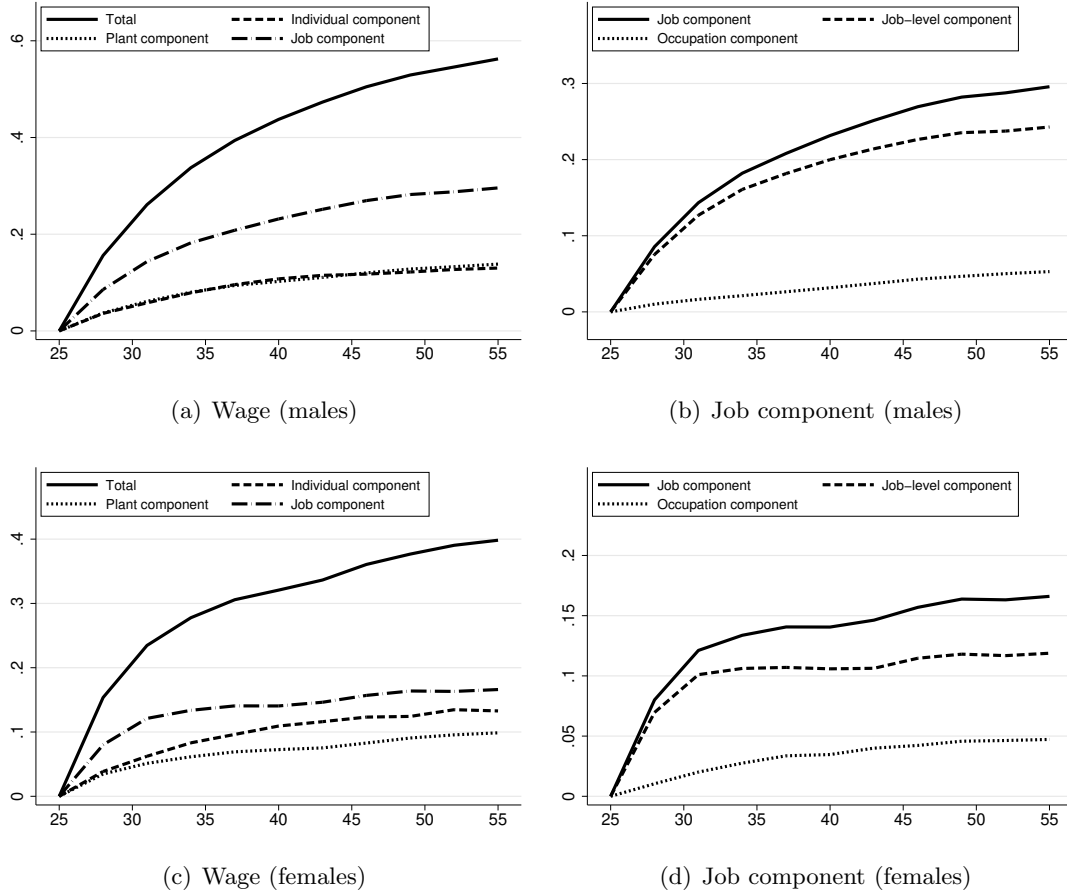 Total
Individual component
Plant component
Job component
.6
.4
.2
0
25 30 35 40 45 50 55
(a) Wage (males)
Job component
Job−level component
Occupation component
.3
.2
.1
0
25 30 35 40 45 50 55
(b) Job component (males)
Total
Individual component
Plant component
Job component
.4
.3
.2
.1
0
25 30 35 40 45 50 55
(c) Wage (females)
Job component
Job−level component
Occupation component
.2
.15
.1
.05
0
25 30 35 40 45 50 55
(d) Job component (females)